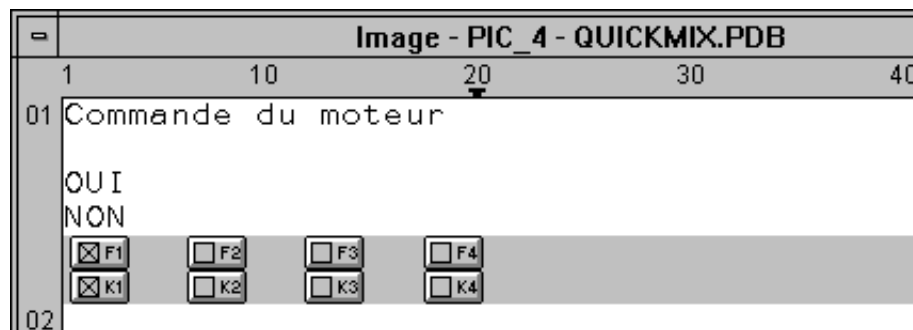 Image - PIC_4 - QUICKMIX.PDB
1 10 20 30 40
01 Commande du moteur
OUI
NON
F1 F2 F3 F4
K1 K2 K3 K4
02